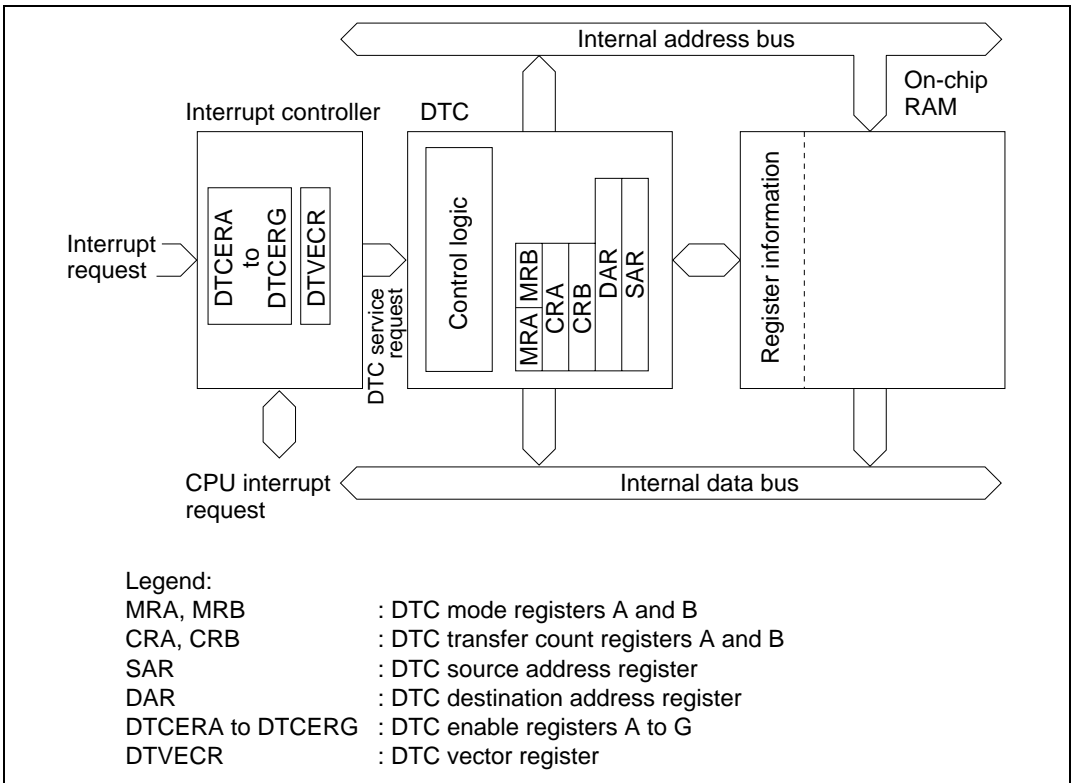 Internal address bus
On-chip
RAM
Interrupt controller
DTC
Interrupt
request
DTCERA
to
DTCERG
DTVECR
DTC service
request
Control logic
MRA MRB
CRA
CRB
DAR
SAR
Register information
CPU interrupt
request
Internal data bus
Legend:
MRA, MRB : DTC mode registers A and B
CRA, CRB : DTC transfer count registers A and B
SAR : DTC source address register
DAR : DTC destination address register
DTCERA to DTCERG : DTC enable registers A to G
DTVECR : DTC vector register